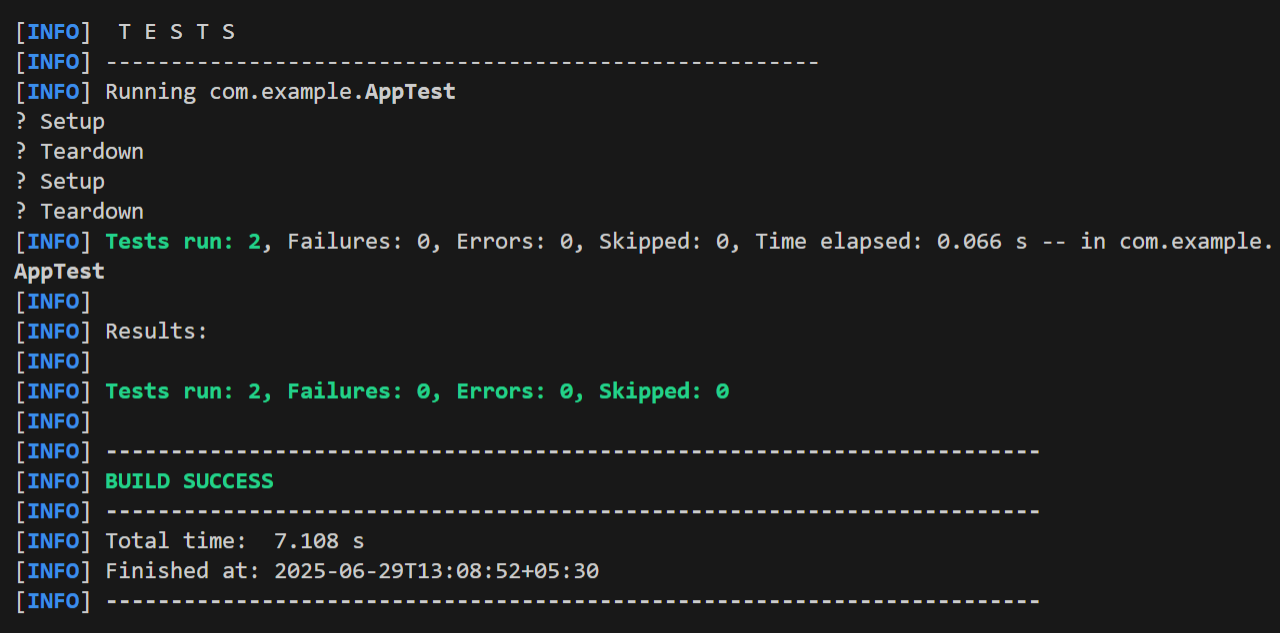 [INFO]  T E S T S
[INFO] -------------------------------------------------------
[INFO] Running com.example.AppTest
? Setup
? Teardown
? Setup
? Teardown
[INFO] Tests run: 2, Failures: 0, Errors: 0, Skipped: 0, Time elapsed: 0.066 s -- in com.example.
AppTest
[INFO]
[INFO] Results:
[INFO]
[INFO] Tests run: 2, Failures: 0, Errors: 0, Skipped: 0
[INFO]
[INFO] ------------------------------------------------------------------------
[INFO] BUILD SUCCESS
[INFO] ------------------------------------------------------------------------
[INFO] Total time:  7.108 s
[INFO] Finished at: 2025-06-29T13:08:52+05:30
[INFO] ------------------------------------------------------------------------